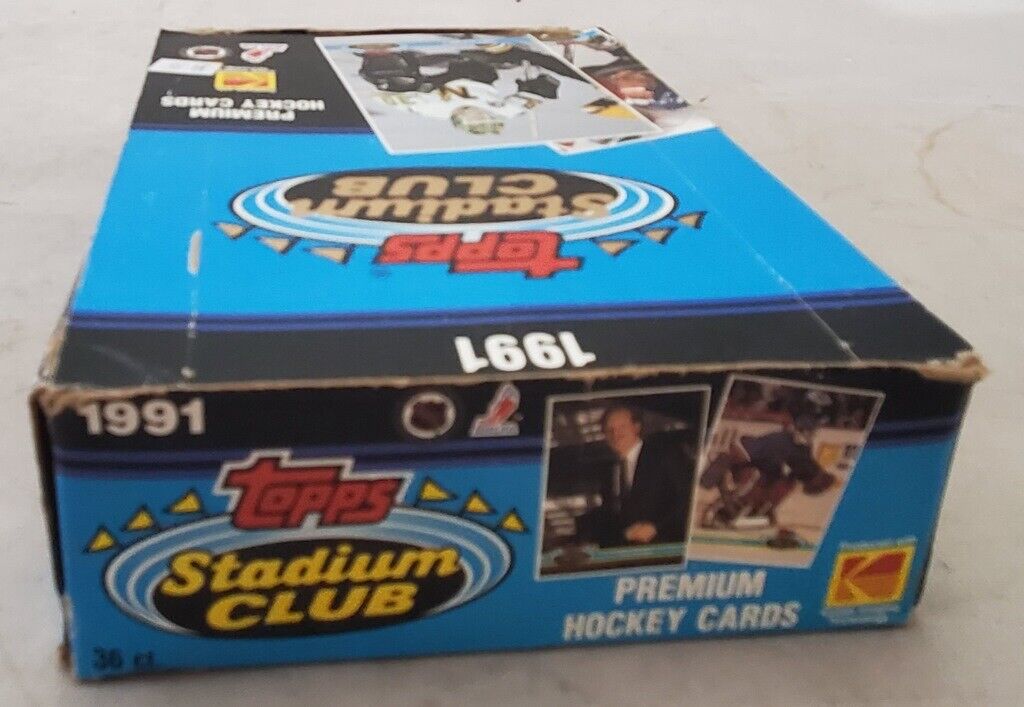 PREMIUM
HOCKEY CARDS
Stadium
CLUB
Topps
1991
1991
Topps
Stadium
CLUB
36 ct
PREMIUM
HOCKEY CARDS